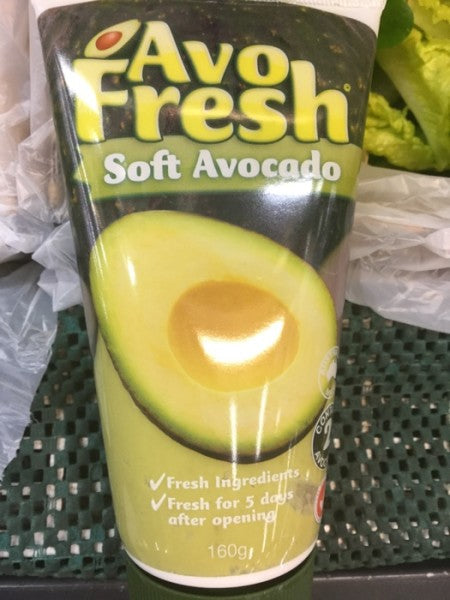 Avo
Fresh
Soft Avocado
✓Fresh Ingredients
✓Fresh for 5 days
after opening
160g